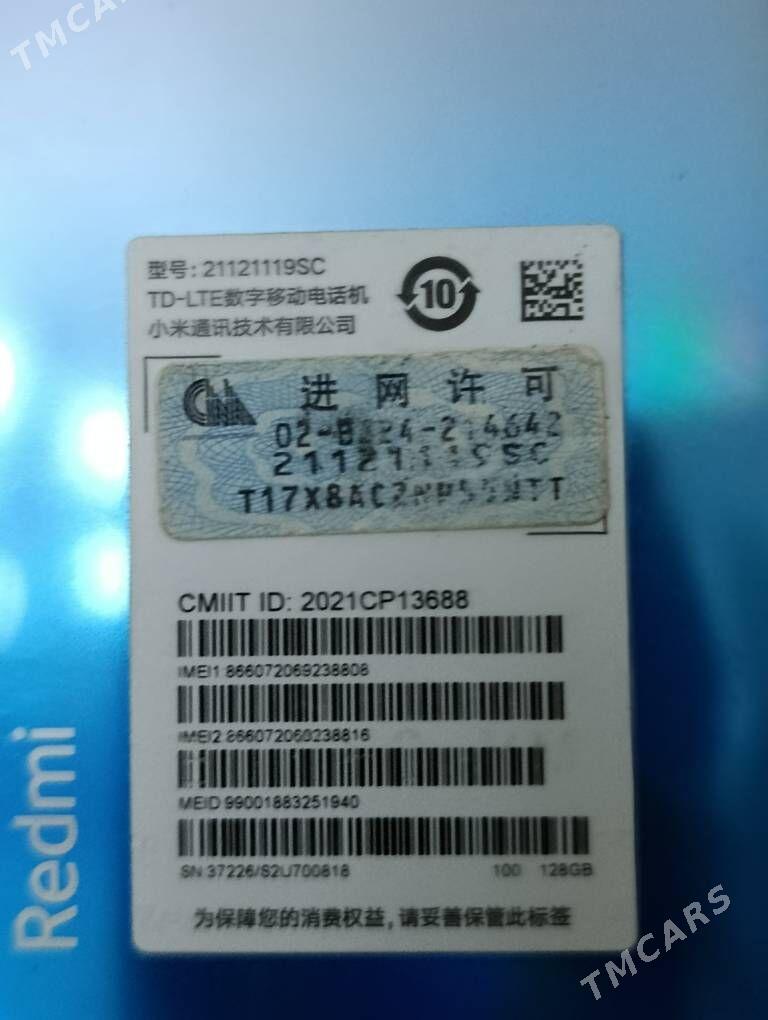 TMCARS
型号: 21121119SC
TD-LTE数字移动电话机
小米通讯技术有限公司
10
进网许可
CMIIT ID: 2021CP13688
IMEI1 866072069238808
IMEI2 866072060238816
MEID 99001883251940
SN 37226/S2U700818
100 128GB
为保障您的消费权益,请妥善保管此标签
Redmi
TMCARS